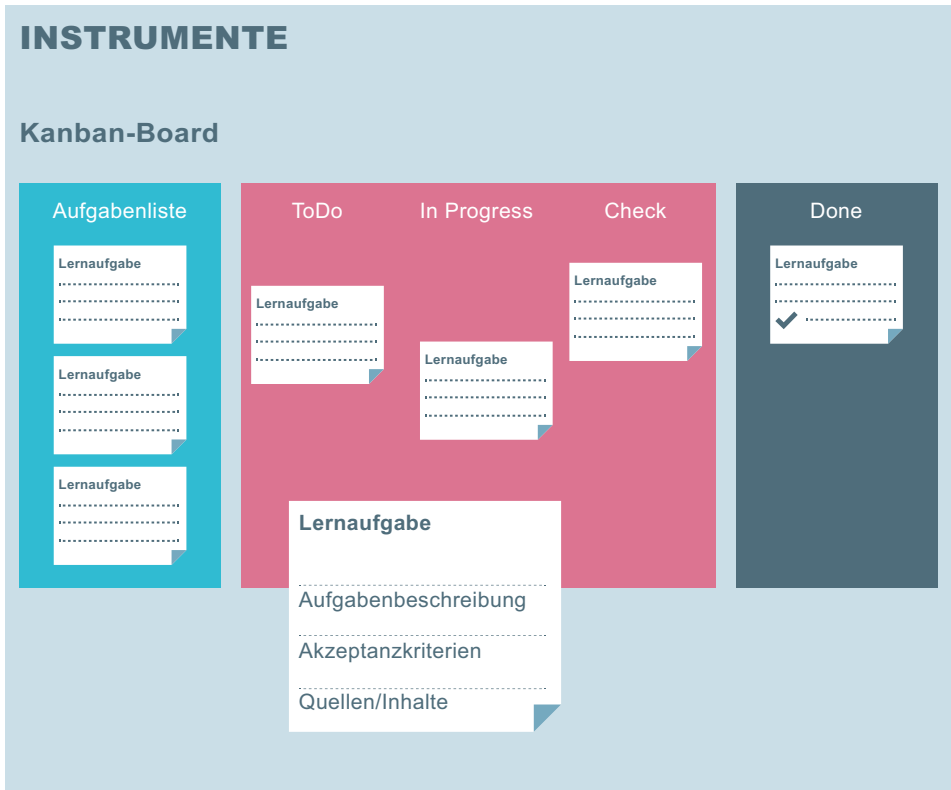 INSTRUMENTE
Kanban-Board
Aufgabenliste
Lernaufgabe
Lernaufgabe
Lernaufgabe
ToDo
In Progress
Check
Lernaufgabe
Lernaufgabe
Lernaufgabe
Done
Lernaufgabe
Lernaufgabe
Aufgabenbeschreibung
Akzeptanzkriterien
Quellen/Inhalte